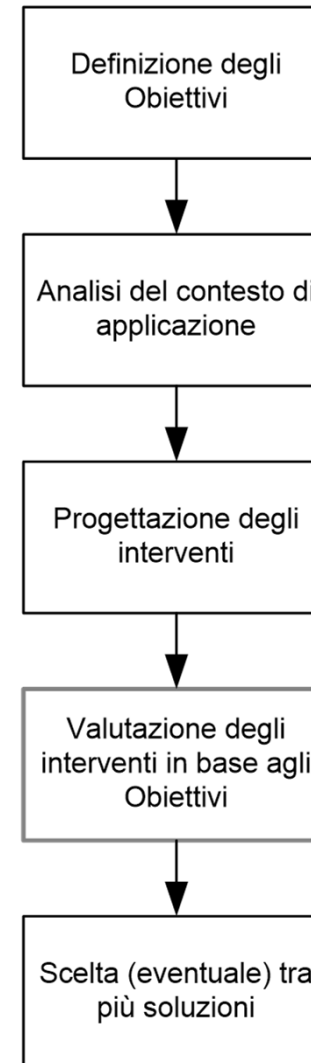 Definizione degli
Obiettivi
Analisi del contesto di
applicazione
Progettazione degli
interventi
Valutazione degli
interventi in base agli
Obiettivi
Scelta (eventuale) tra
più soluzioni